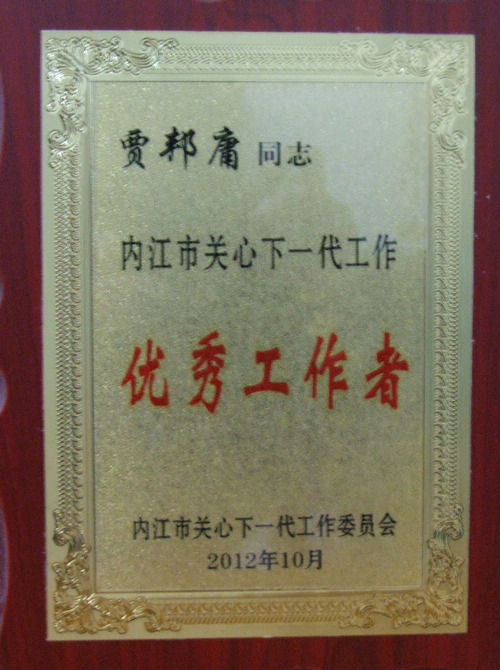 贾邦庸 同志
内江市关心下一代工作
优秀工作者
内江市关心下一代工作委员会
2012年10月